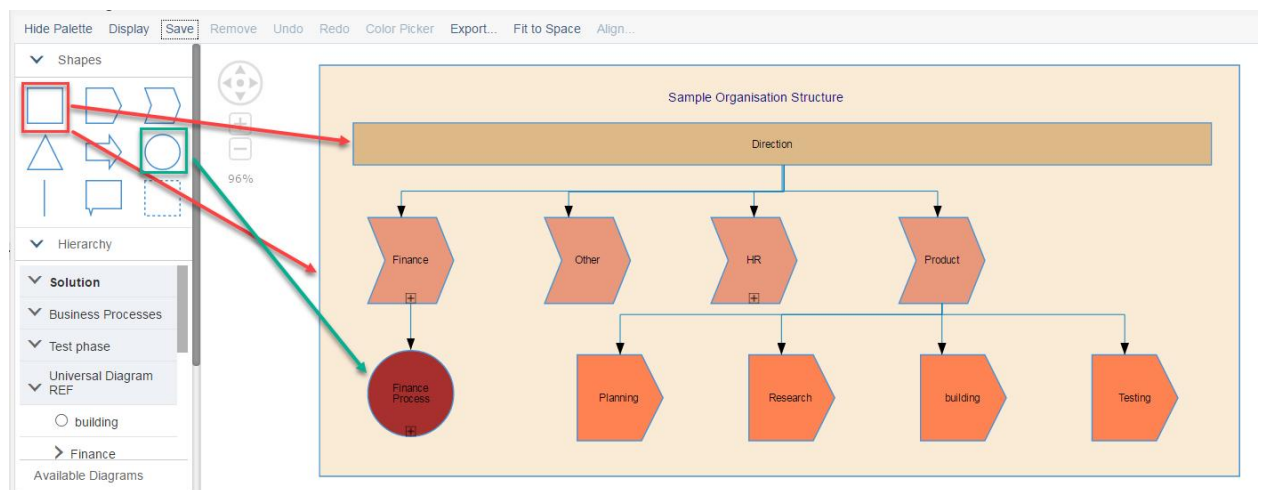 Hide Palette Display Save Remove Undo Redo Color Picker Export... Fit to Space Align...
Shapes
96%
Hierarchy
Solution
Business Processes
Test phase
Universal Diagram
REF
building
Finance
Available Diagrams
Sample Organisation Structure
Direction
Finance
Other
HR
Product
Finance
Process
Planning
Research
building
Testing